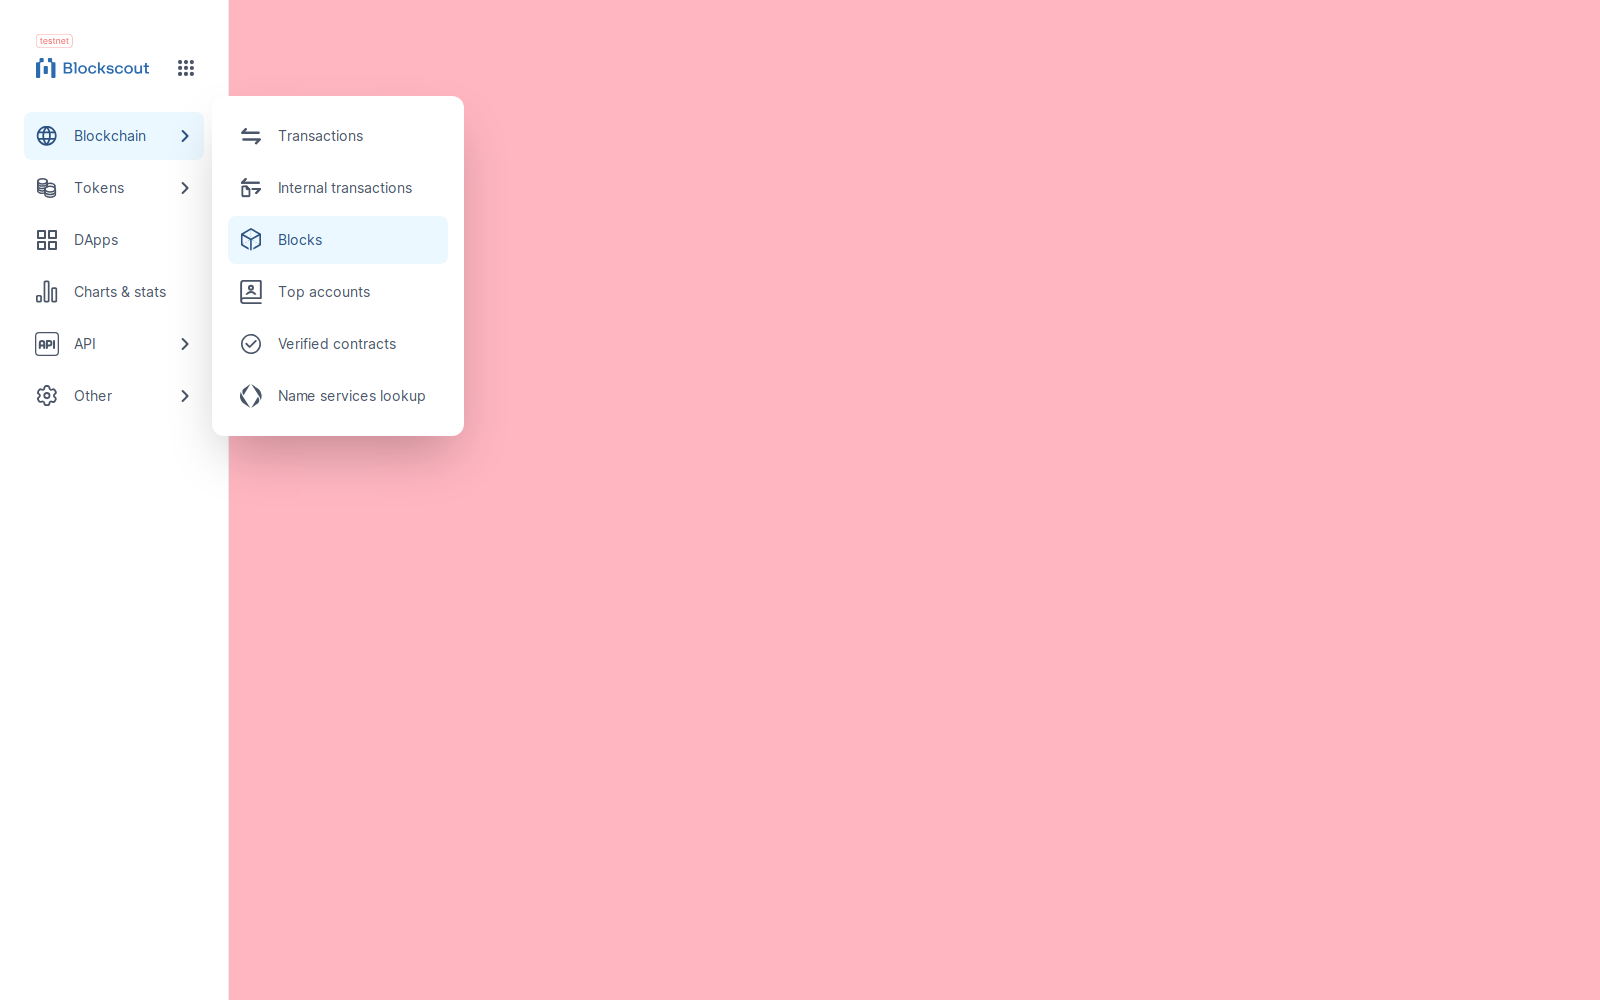 testnet
Blockscout
Blockchain
Tokens
DApps
Charts & stats
API
API
Other
Transactions
Internal transactions
Blocks
Top accounts
Verified contracts
Name services lookup